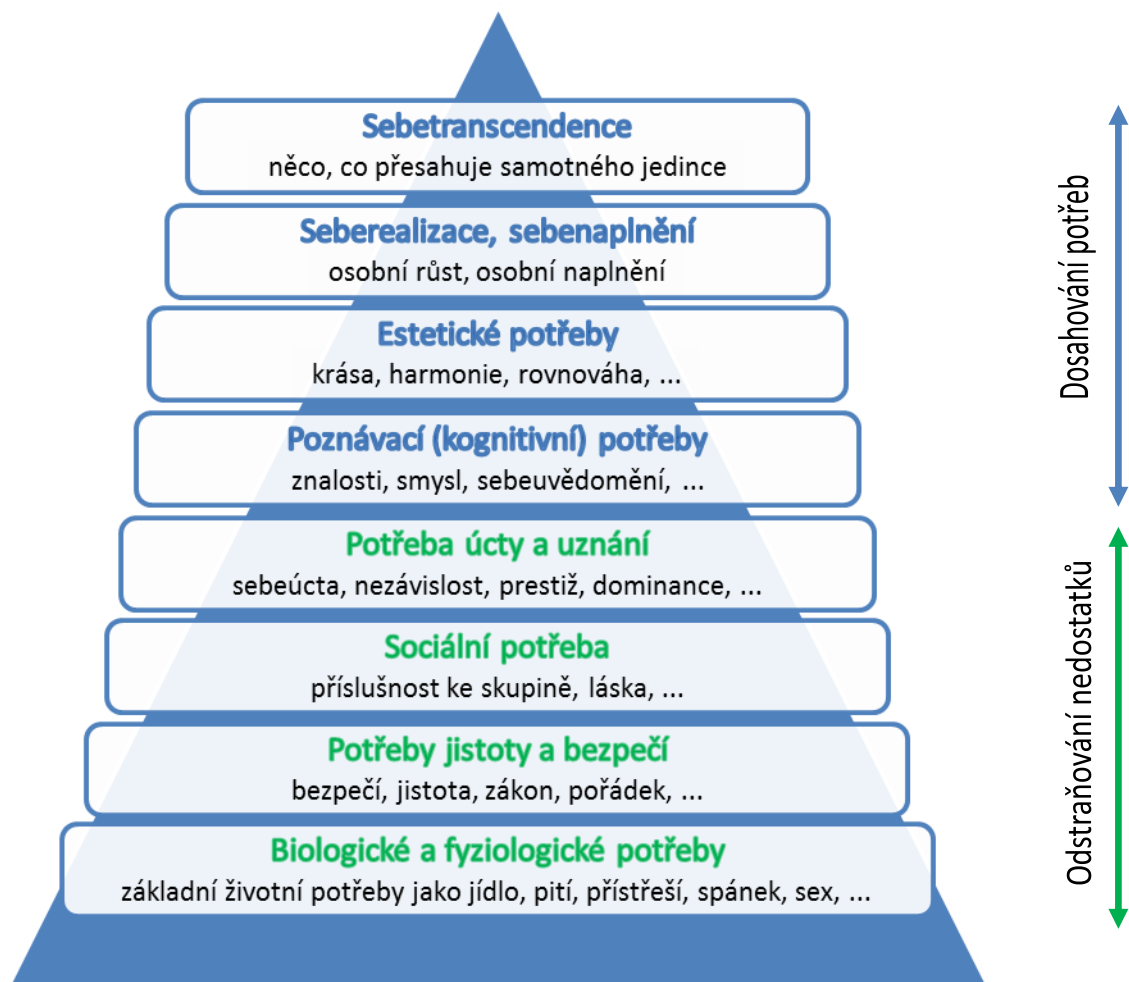 Sebetranscendence
něco, co přesahuje samotného jedince
Seberealizace, sebenaplnění
osobní růst, osobní naplnění
Estetické potřeby
krása, harmonie, rovnováha, ...
Poznávací (kognitivní) potřeby
znalosti, smysl, sebeuvědomění, ...
Potřeba úcty a uznání
sebeúcta, nezávislost, prestiž, dominance, ...
Sociální potřeba
příslušnost ke skupině, láska, ...
Potřeby jistoty a bezpečí
bezpečí, jistota, zákon, pořádek, ...
Biologické a fyziologické potřeby
základní životní potřeby jako jídlo, pití, přístřeší, spánek, sex, ...
Dosahování potřeb
Odstraňování nedostatků